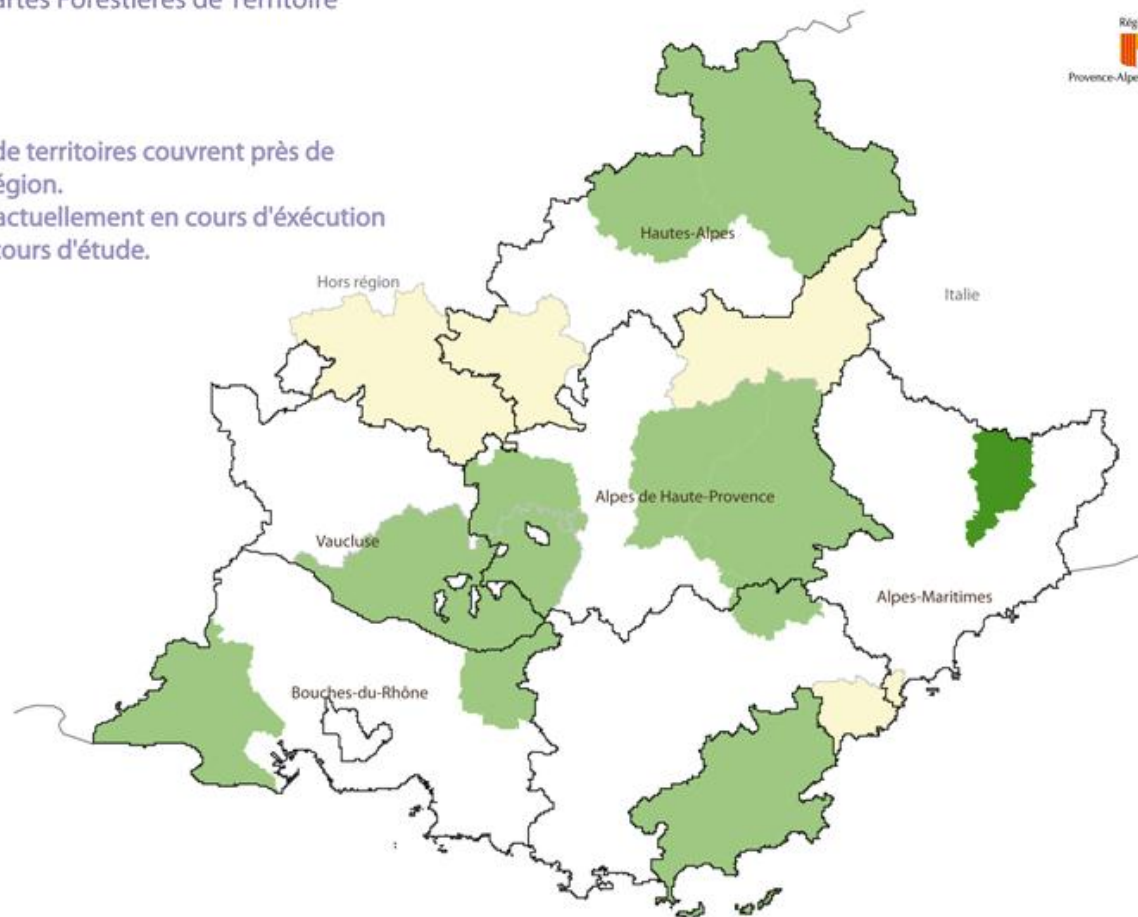 artes Forestières de Territoire
Rég
Provence-Alpe
de territoires couvrent près de
égion.
actuellement en cours d'éxécution
cours d'étude.
Hautes-Alpes
Hors région
Italie
Alpes de Haute-Provence
Vaucluse
Alpes-Maritimes
Bouches-du-Rhône